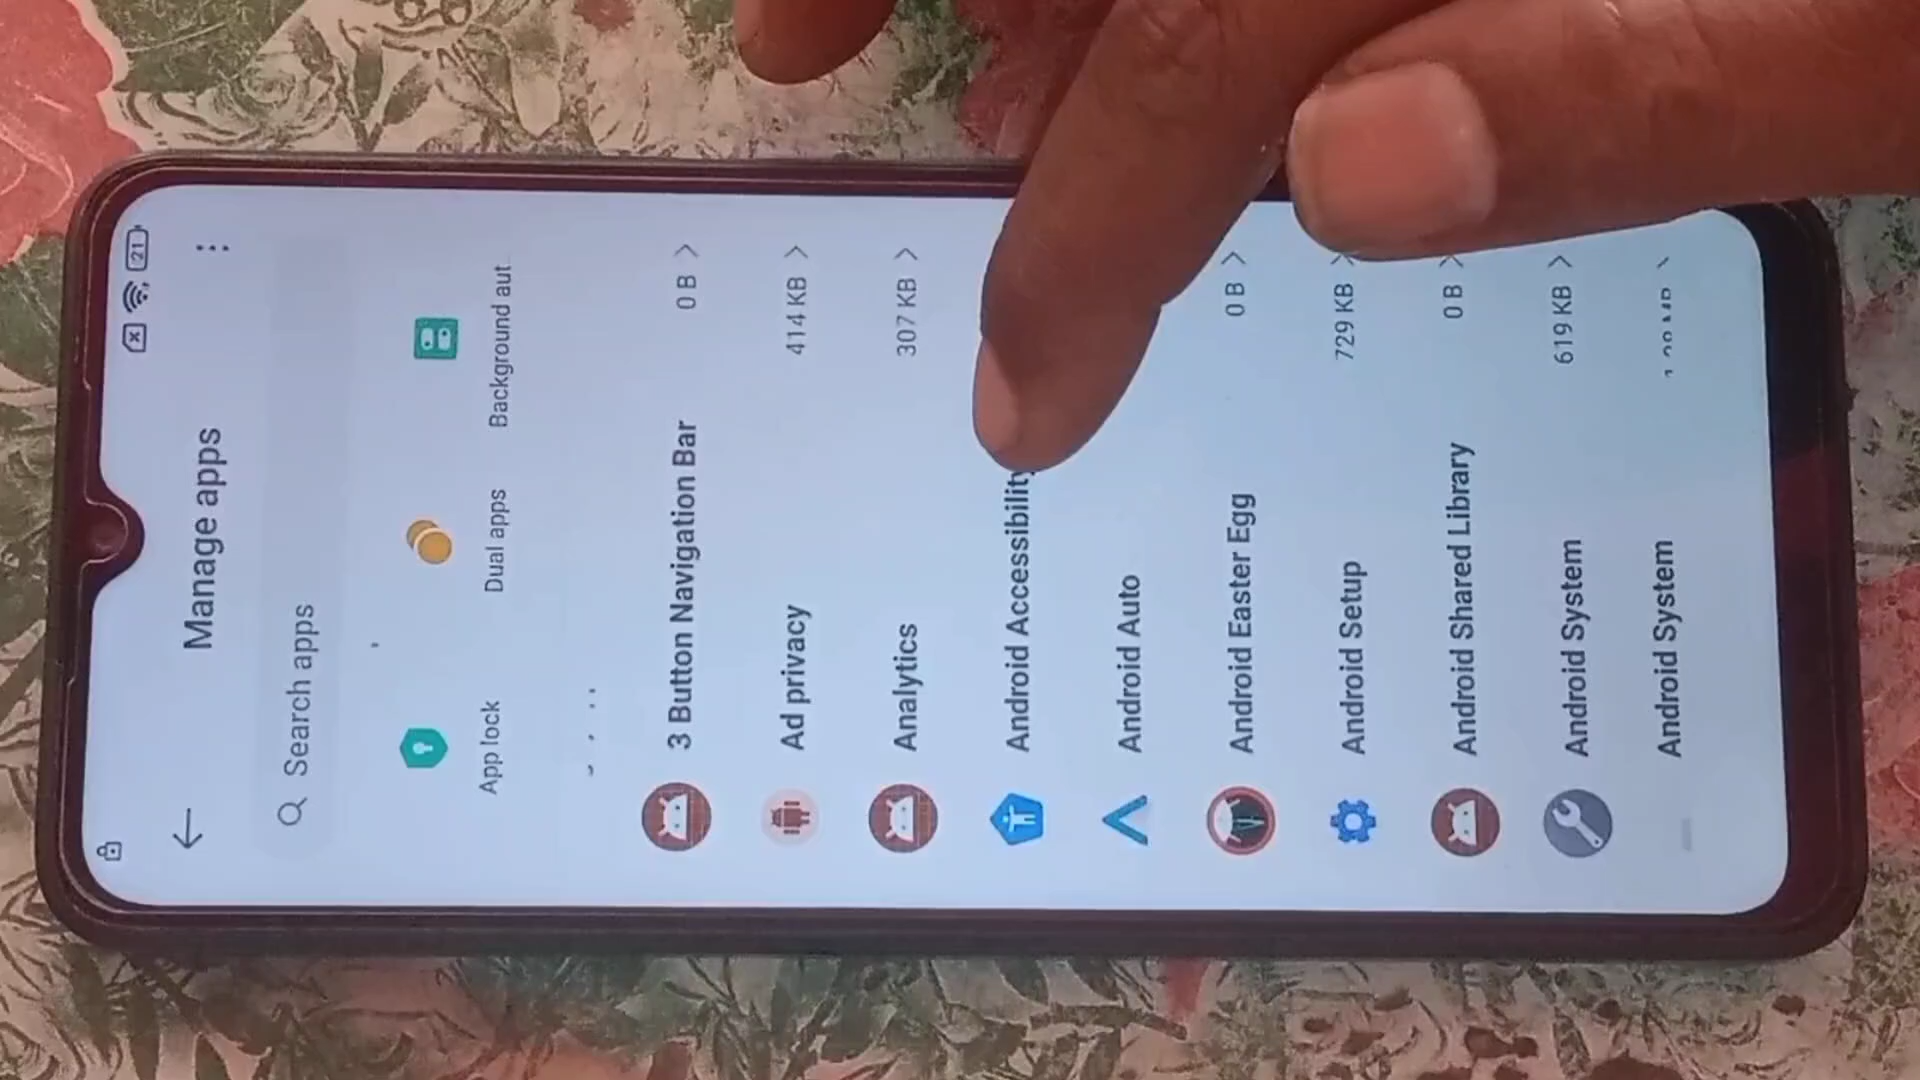 21
Manage apps
Search apps
App lock
Dual apps
Background aut
3 Button Navigation Bar
0 B
Ad privacy
414 KB
Analytics
307 KB
Android Accessibility
Android Auto
Android Easter Egg
0 B
Android Setup
729 KB
Android Shared Library
0 B
Android System
619 KB
Android System